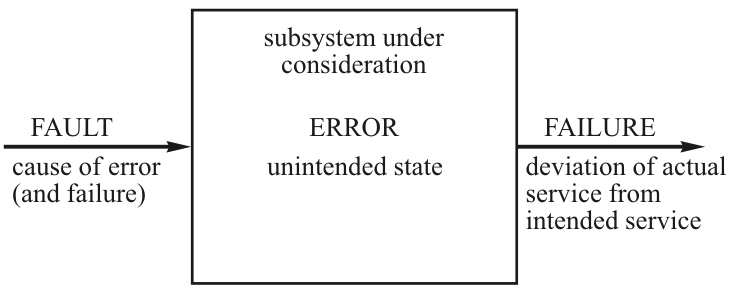 subsystem under
consideration
FAULT
cause of error
(and failure)
ERROR
unintended state
FAILURE
deviation of actual
service from
intended service